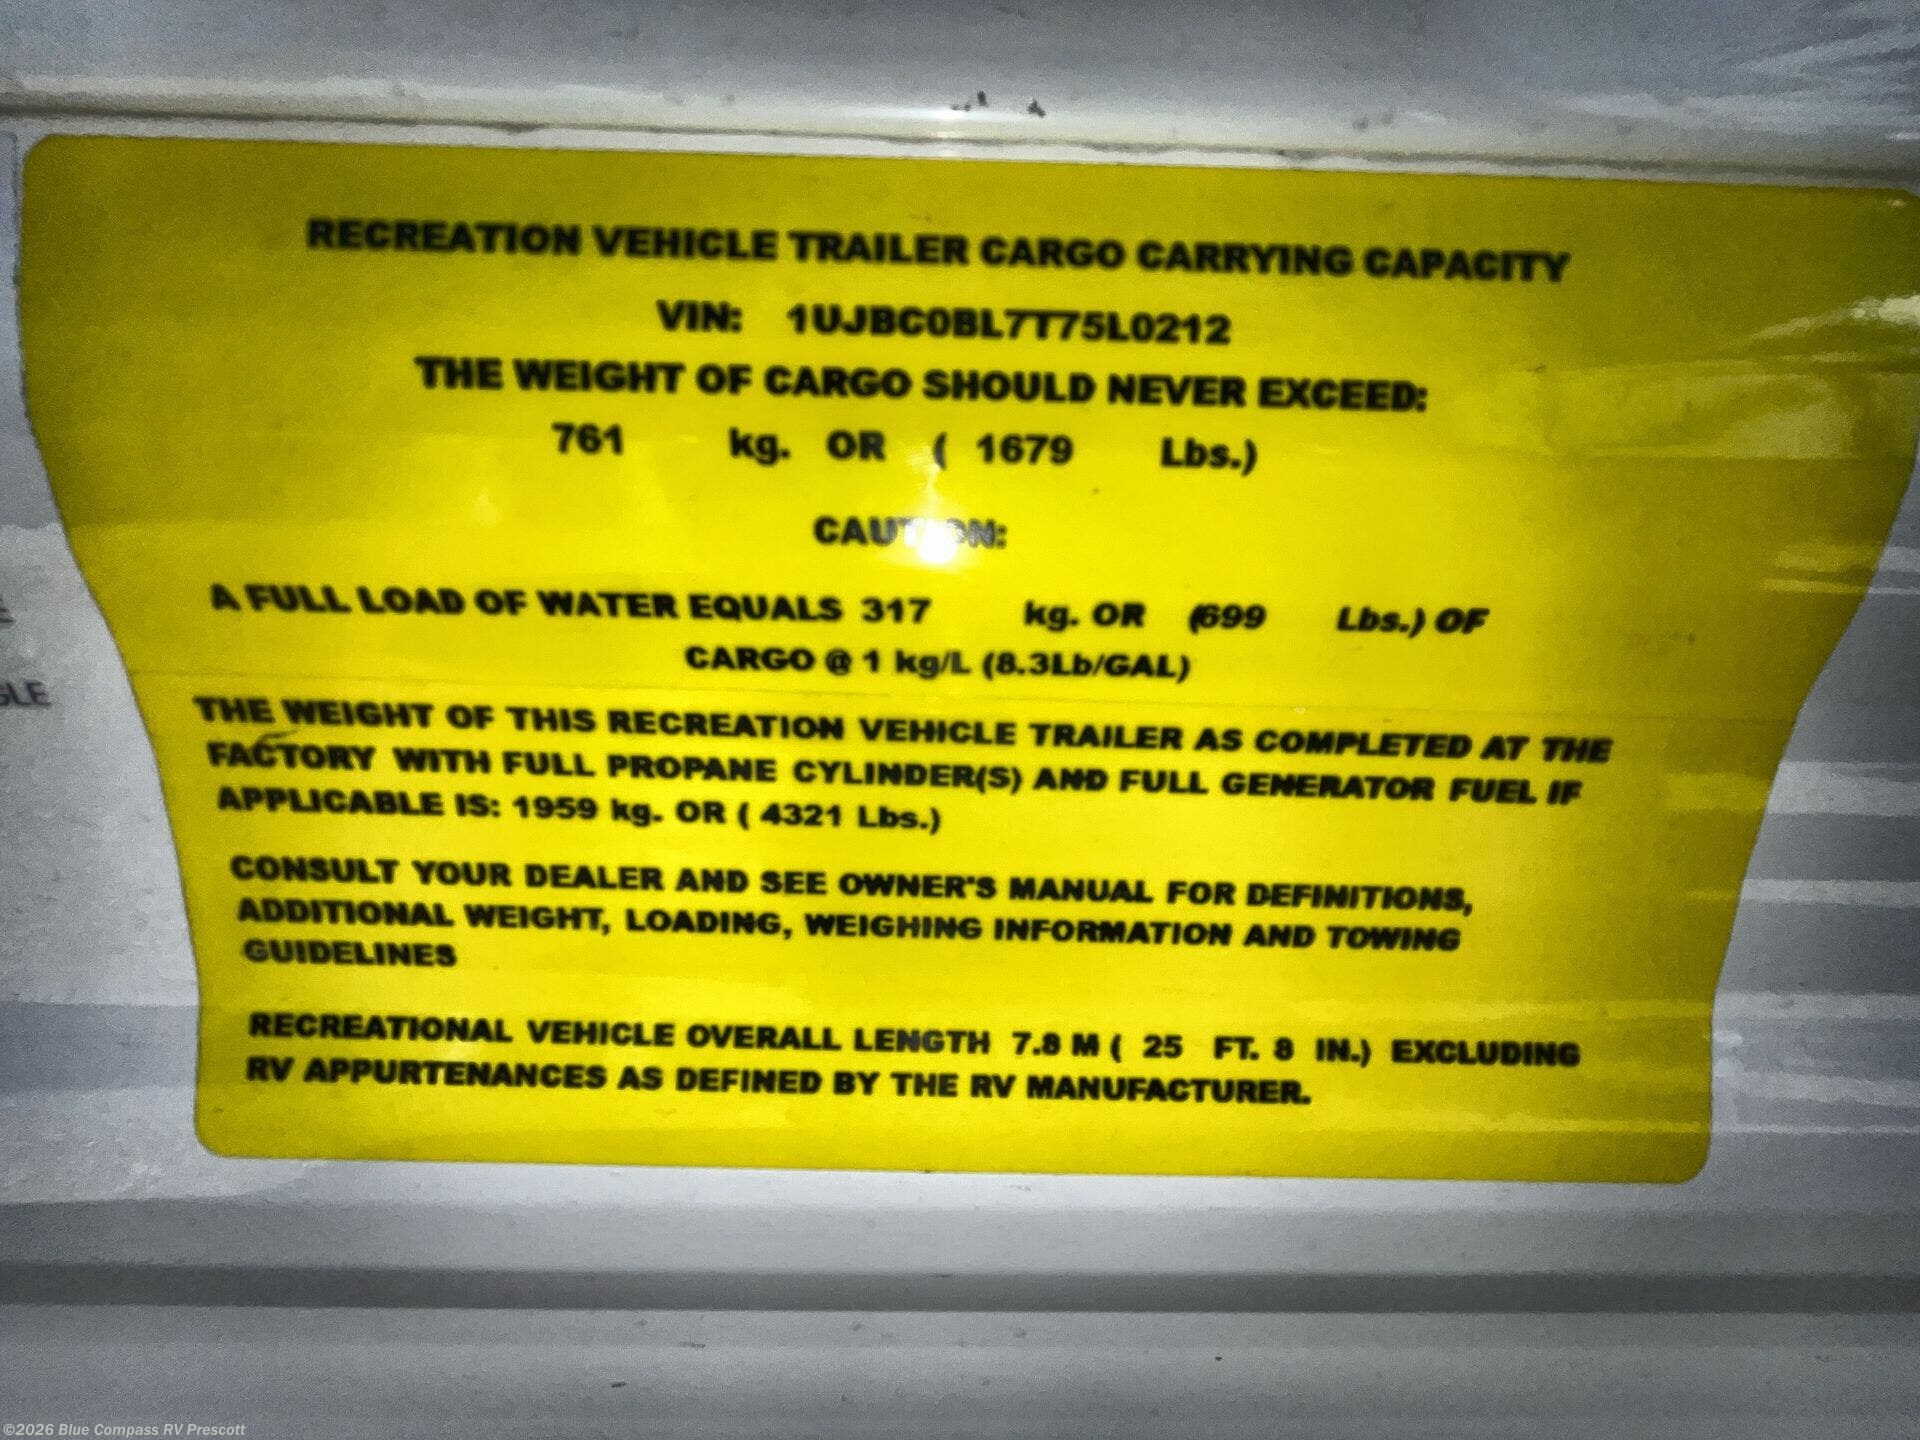 RECREATION VEHICLE TRAILER CARGO CARRYING CAPACITY
VIN: 1UJBC0BL7T75L0212
THE WEIGHT OF CARGO SHOULD NEVER EXCEED:
761 kg. OR ( 1679 Lbs.)
CAUTION:
A FULL LOAD OF WATER EQUALS 317 kg. OR (699 Lbs.) OF
CARGO @ 1 kg/L (8.3Lb/GAL)
THE WEIGHT OF THIS RECREATION VEHICLE TRAILER AS COMPLETED AT THE
FACTORY WITH FULL PROPANE CYLINDER(S) AND FULL GENERATOR FUEL IF
APPLICABLE IS: 1959 kg. OR ( 4321 Lbs.)
CONSULT YOUR DEALER AND SEE OWNER'S MANUAL FOR DEFINITIONS,
ADDITIONAL WEIGHT, LOADING, WEIGHING INFORMATION AND TOWING
GUIDELINES
RECREATIONAL VEHICLE OVERALL LENGTH 7.8 M ( 25 FT. 8 IN.) EXCLUDING
RV APPURTENANCES AS DEFINED BY THE RV MANUFACTURER.
©2026 Blue Compass RV Prescott